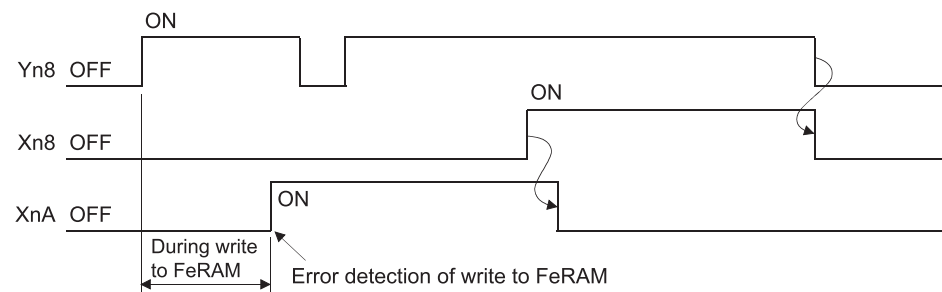 ON
Yn8 OFF
ON
Xn8 OFF
ON
XnA OFF
During write
to FeRAM
Error detection of write to FeRAM